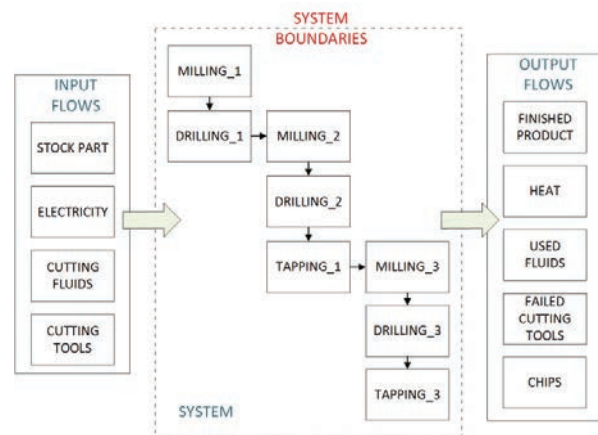 SYSTEM
BOUNDARIES
INPUT
FLOWS
STOCK PART
ELECTRICITY
CUTTING
FLUIDS
CUTTING
TOOLS
MILLING_1
DRILLING_1
MILLING_2
DRILLING_2
TAPPING_1
MILLING_3
DRILLING_3
TAPPING_3
SYSTEM
OUTPUT
FLOWS
FINISHED
PRODUCT
HEAT
USED
FLUIDS
FAILED
CUTTING
TOOLS
CHIPS